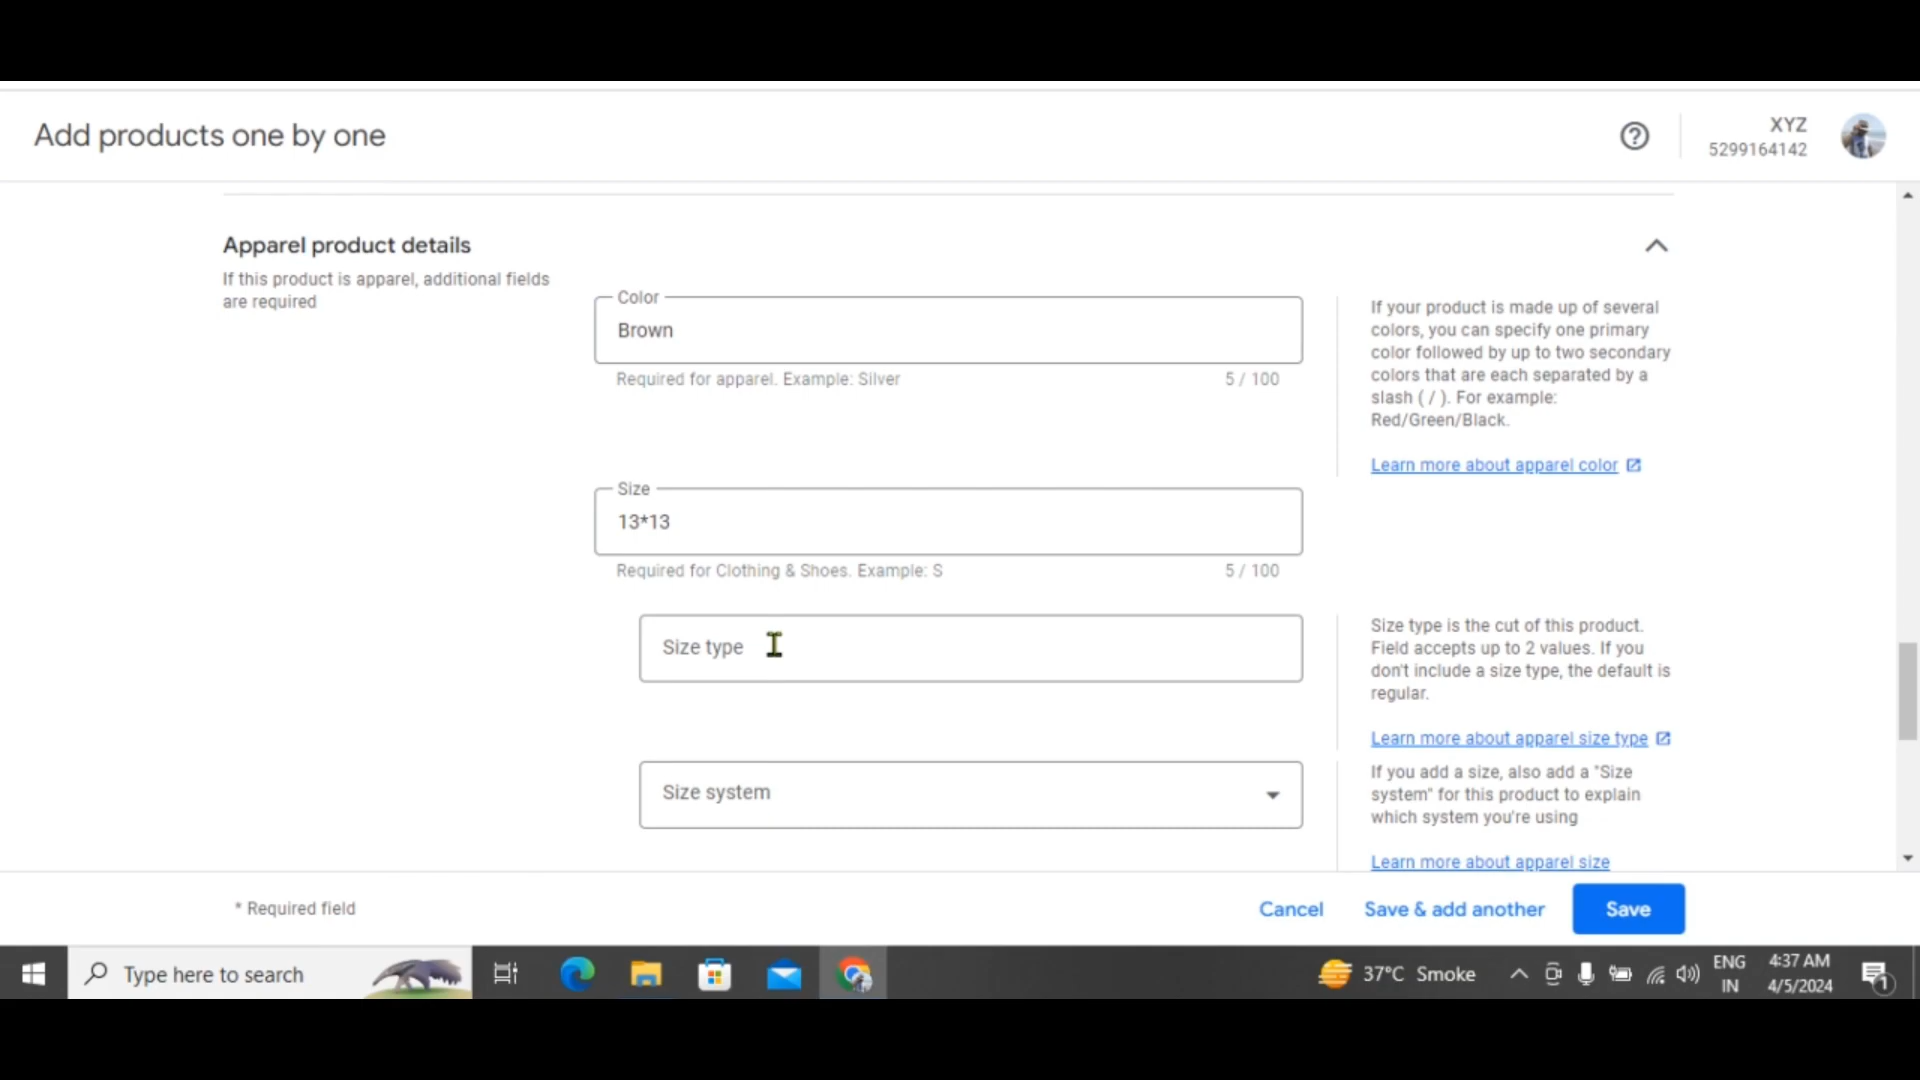 Add products one by one
XYZ
5299164142
Apparel product details
If this product is apparel, additional fields
are required
Color
Brown
Required for apparel. Example: Silver
5 / 100
If your product is made up of several
colors, you can specify one primary
color followed by up to two secondary
colors that are each separated by a
slash ( / ). For example:
Red/Green/Black.
Learn more about apparel color
Size
13*13
Required for Clothing & Shoes. Example: S
5 / 100
Size type
Size type is the cut of this product.
Field accepts up to 2 values. If you
don't include a size type, the default is
regular.
Learn more about apparel size type
Size system
If you add a size, also add a "Size
system" for this product to explain
which system you're using
Learn more about apparel size
* Required field
Cancel
Save & add another
Save
Type here to search
37°C Smoke
ENG
IN
4:37 AM
4/5/2024
1